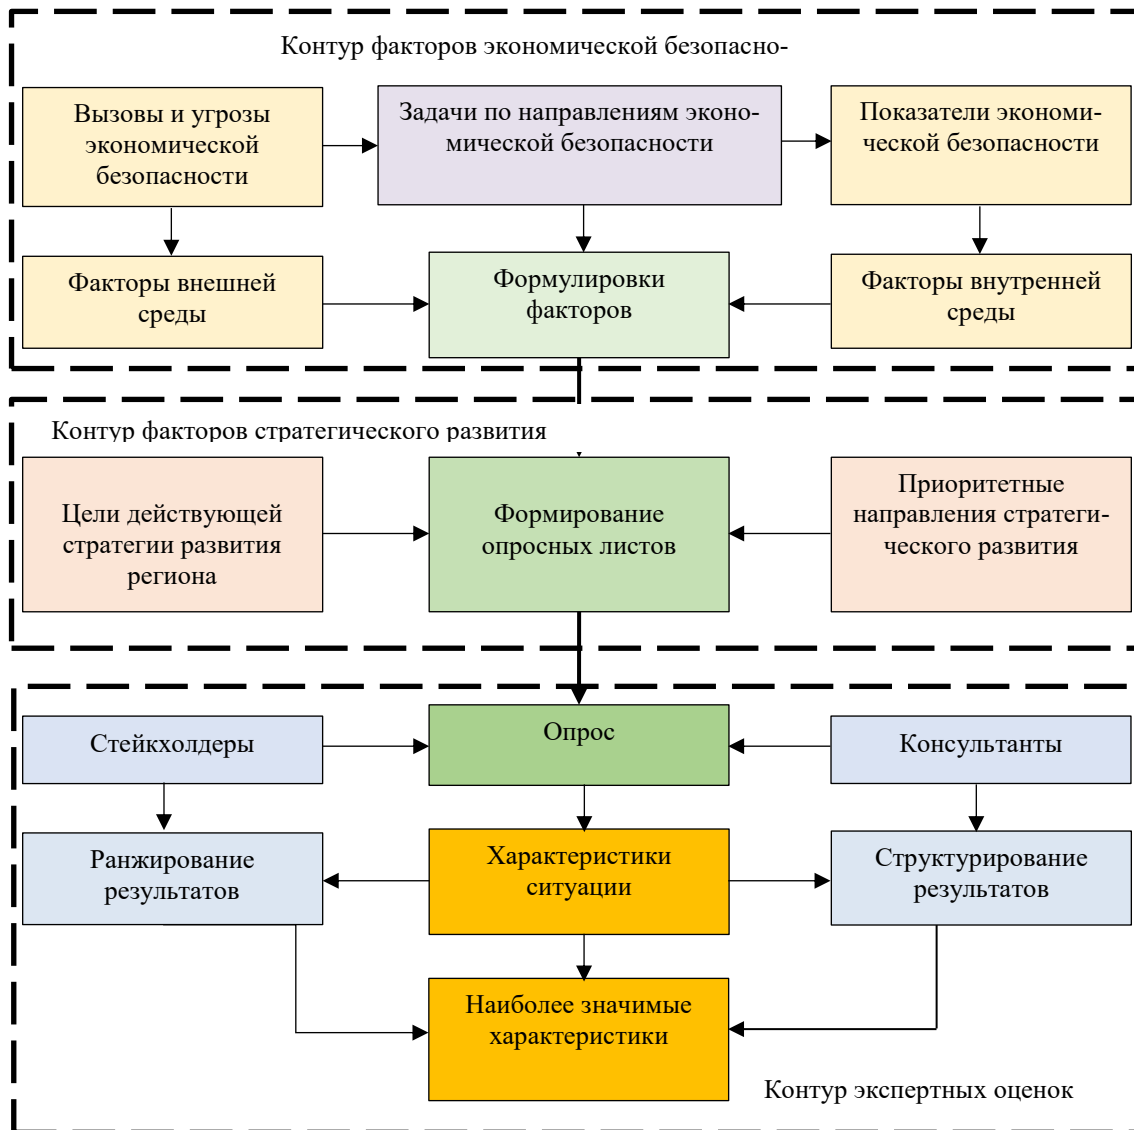 Контур факторов экономической безопасно-
Вызовы и угрозы
экономической
безопасности
Задачи по направлениям эконо-
мической безопасности
Показатели экономи-
ческой безопасности
Факторы внешней
среды
Формулировки
факторов
Факторы внутренней
среды
Контур факторов стратегического развития
Цели действующей
стратегии развития
региона
Формирование
опросных листов
Приоритетные
направления стратеги-
ческого развития
Стейкхолдеры
Опрос
Консультанты
Ранжирование
результатов
Характеристики
ситуации
Структурирование
результатов
Наиболее значимые
характеристики
Контур экспертных оценок